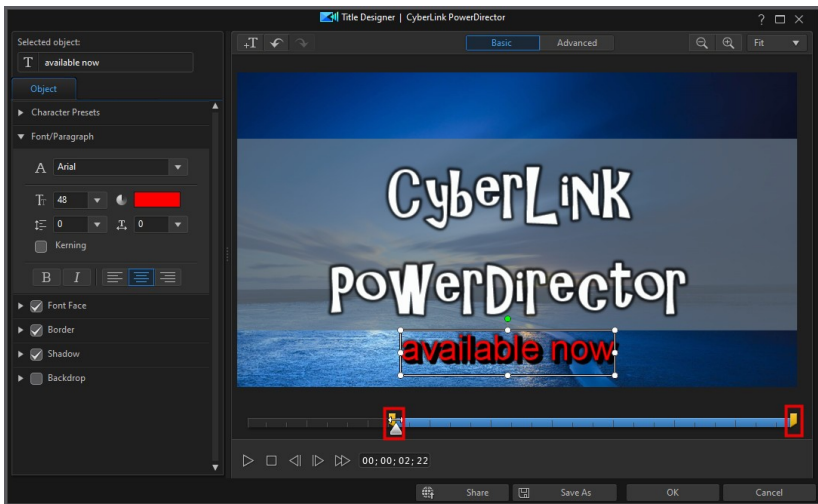 Title Designer | CyberLink PowerDirector
Selected object:
T available now
Object
Character Presets
Font/Paragraph
A Arial
48
0 0
Kerning
B I
Font Face
Border
Shadow
Backdrop
+T
Basic Advanced
Fit
CyberLiNK
PoWerDirector
available now
00;00;02;22
Share Save As OK Cancel